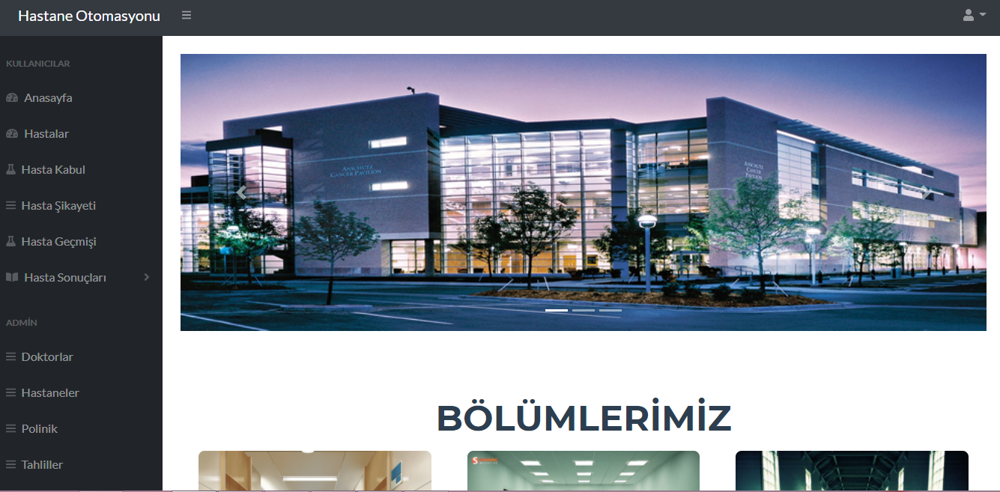 Hastane Otomasyonu
KULLANICILAR
Anasayfa
Hastalar
Hasta Kabul
Hasta Şikayeti
Hasta Geçmişi
Hasta Sonuçları
ADMİN
Doktorlar
Hastaneler
Polinik
Tahliller
ANSCHUTZ
CANCER PAVILION
ANSCHUTZ
CANCER
PAVILION
BÖLÜMLERİMİZ